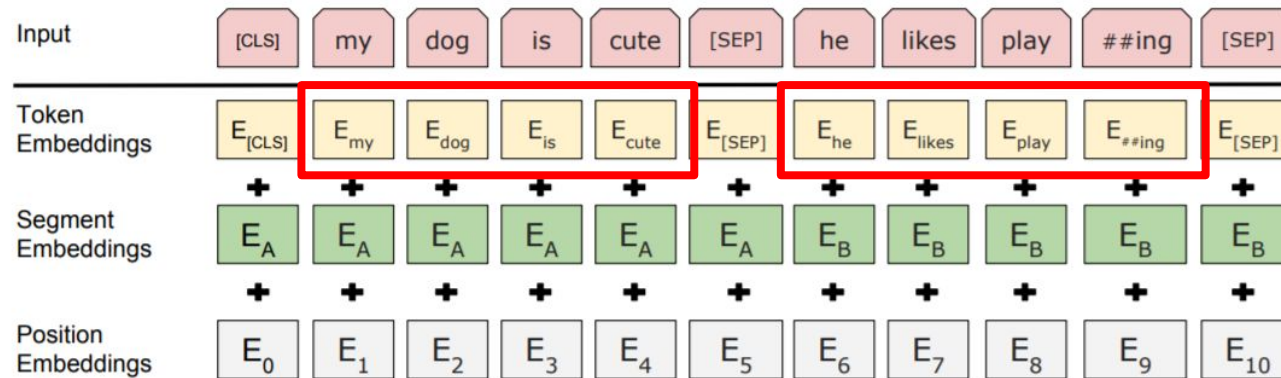 Input [CLS] my dog is cute [SEP] he likes play ##ing [SEP]
Token Embeddings E[CLS] Emy Edog Eis Ecute E[SEP] Ehe Elikes Eplay E##ing E[SEP]
+ + + + + + + + + + +
Segment Embeddings EA EA EA EA EA EA EB EB EB EB EB
+ + + + + + + + + + +
Position Embeddings E0 E1 E2 E3 E4 E5 E6 E7 E8 E9 E10